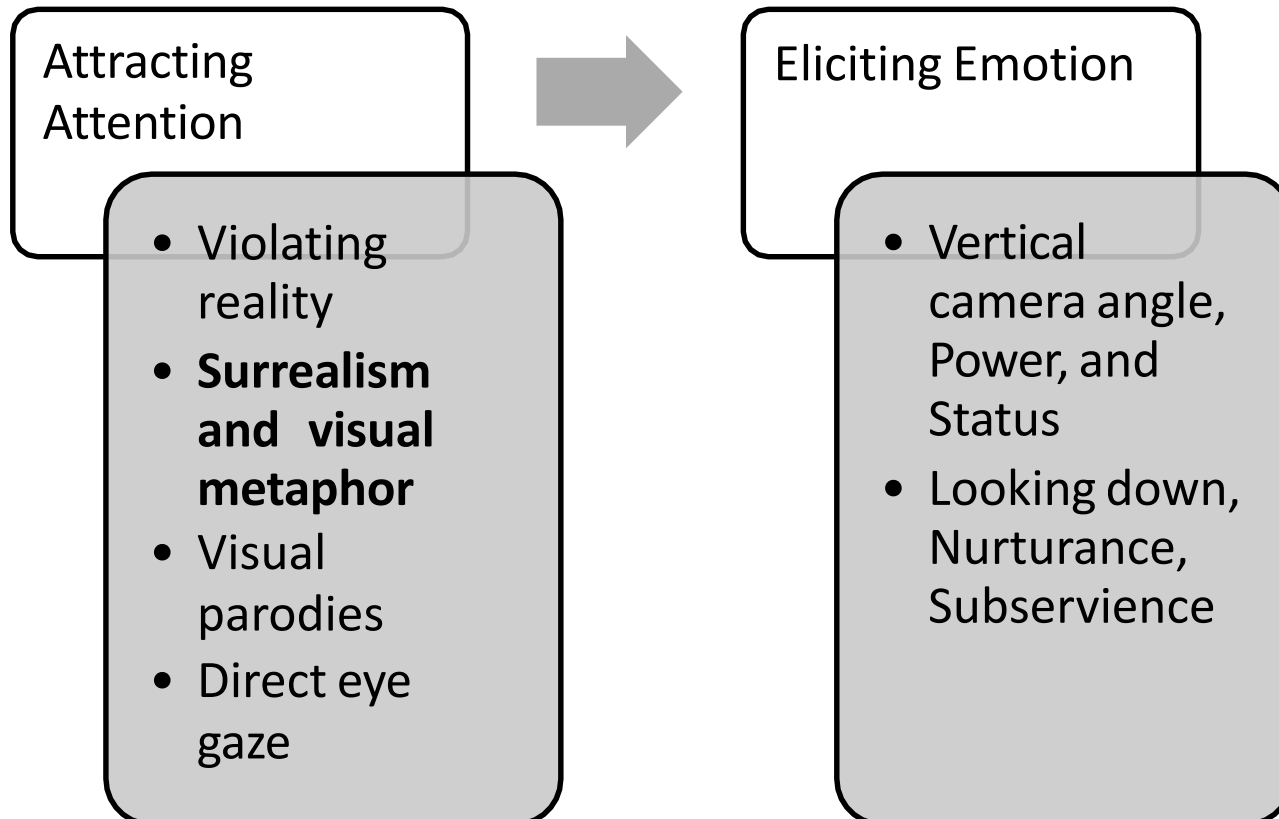 Attracting
Attention
• Violating
reality
• Surrealism
and visual
metaphor
• Visual
parodies
• Direct eye
gaze
Eliciting Emotion
• Vertical
camera angle,
Power, and
Status
• Looking down,
Nurturance,
Subservience